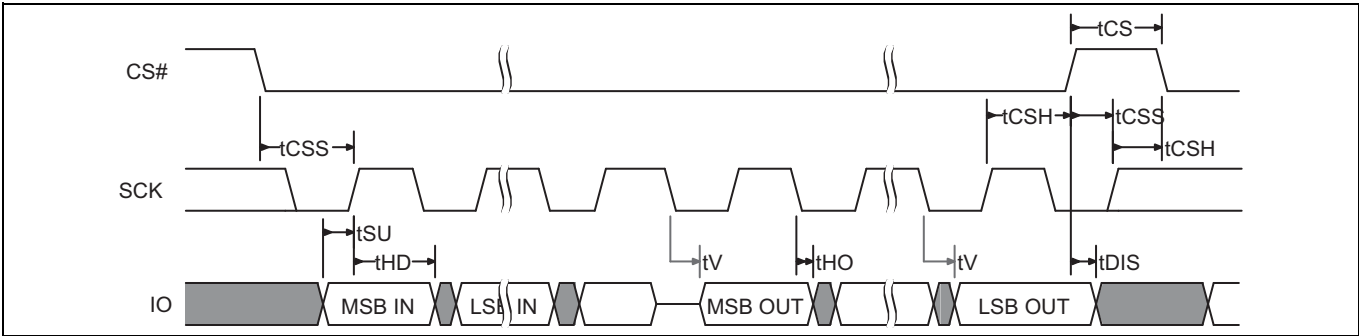 tCS
CS#
tCSH
tCSS
tCSS
tCSH
SCK
tSU
tHD
tV
tHO
tV
tDIS
IO
MSB IN
LSB IN
MSB OUT
LSB OUT